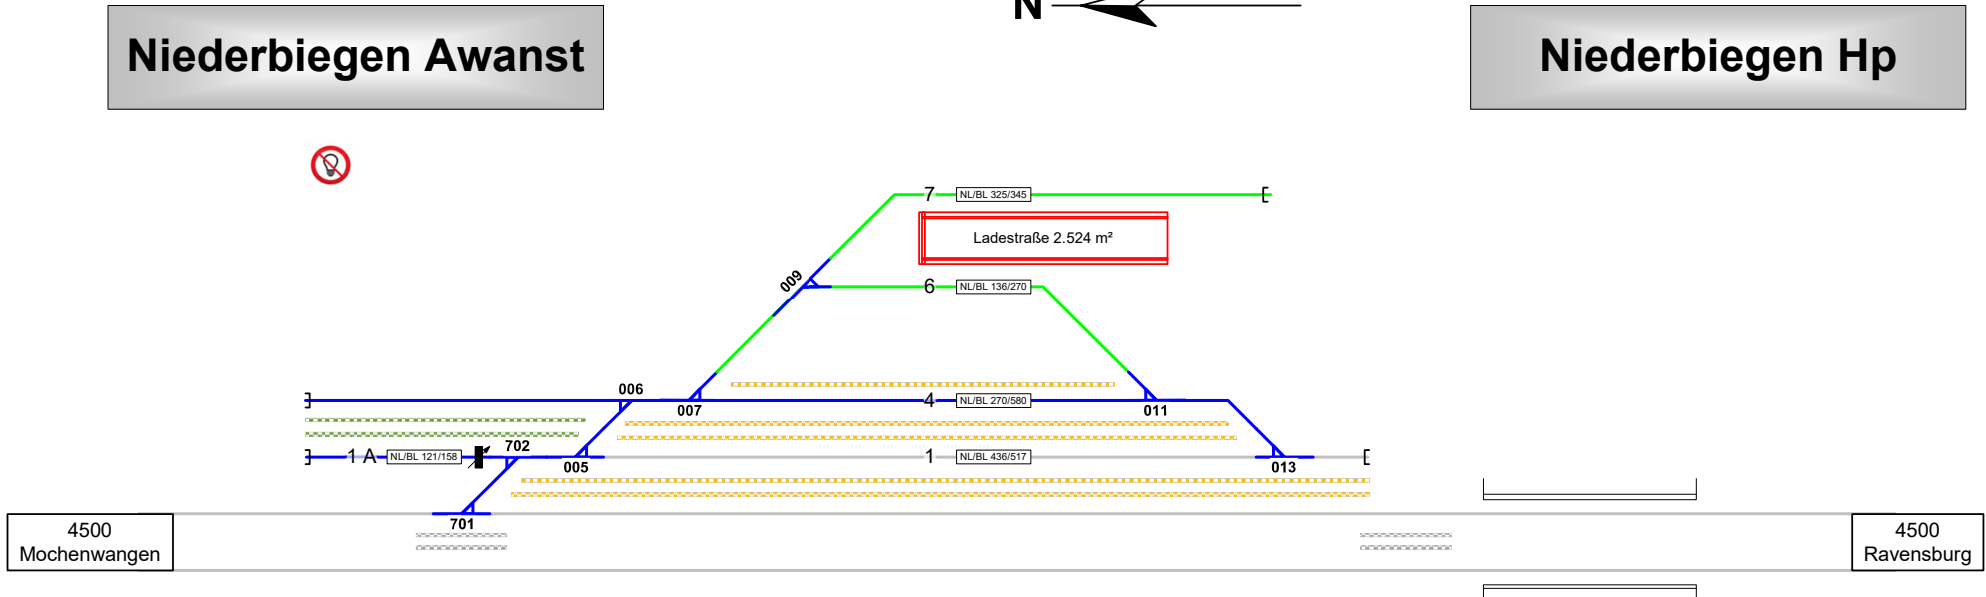 N
Niederbiegen Awanst
Niederbiegen Hp
7
NL/BL 325/345
Ladestraße 2.524 m²
009
6
NL/BL 136/270
006
007
4
NL/BL 270/580
011
702
1 A
NL/BL 121/158
005
1
NL/BL 436/517
013
701
4500
Mochenwangen
4500
Ravensburg